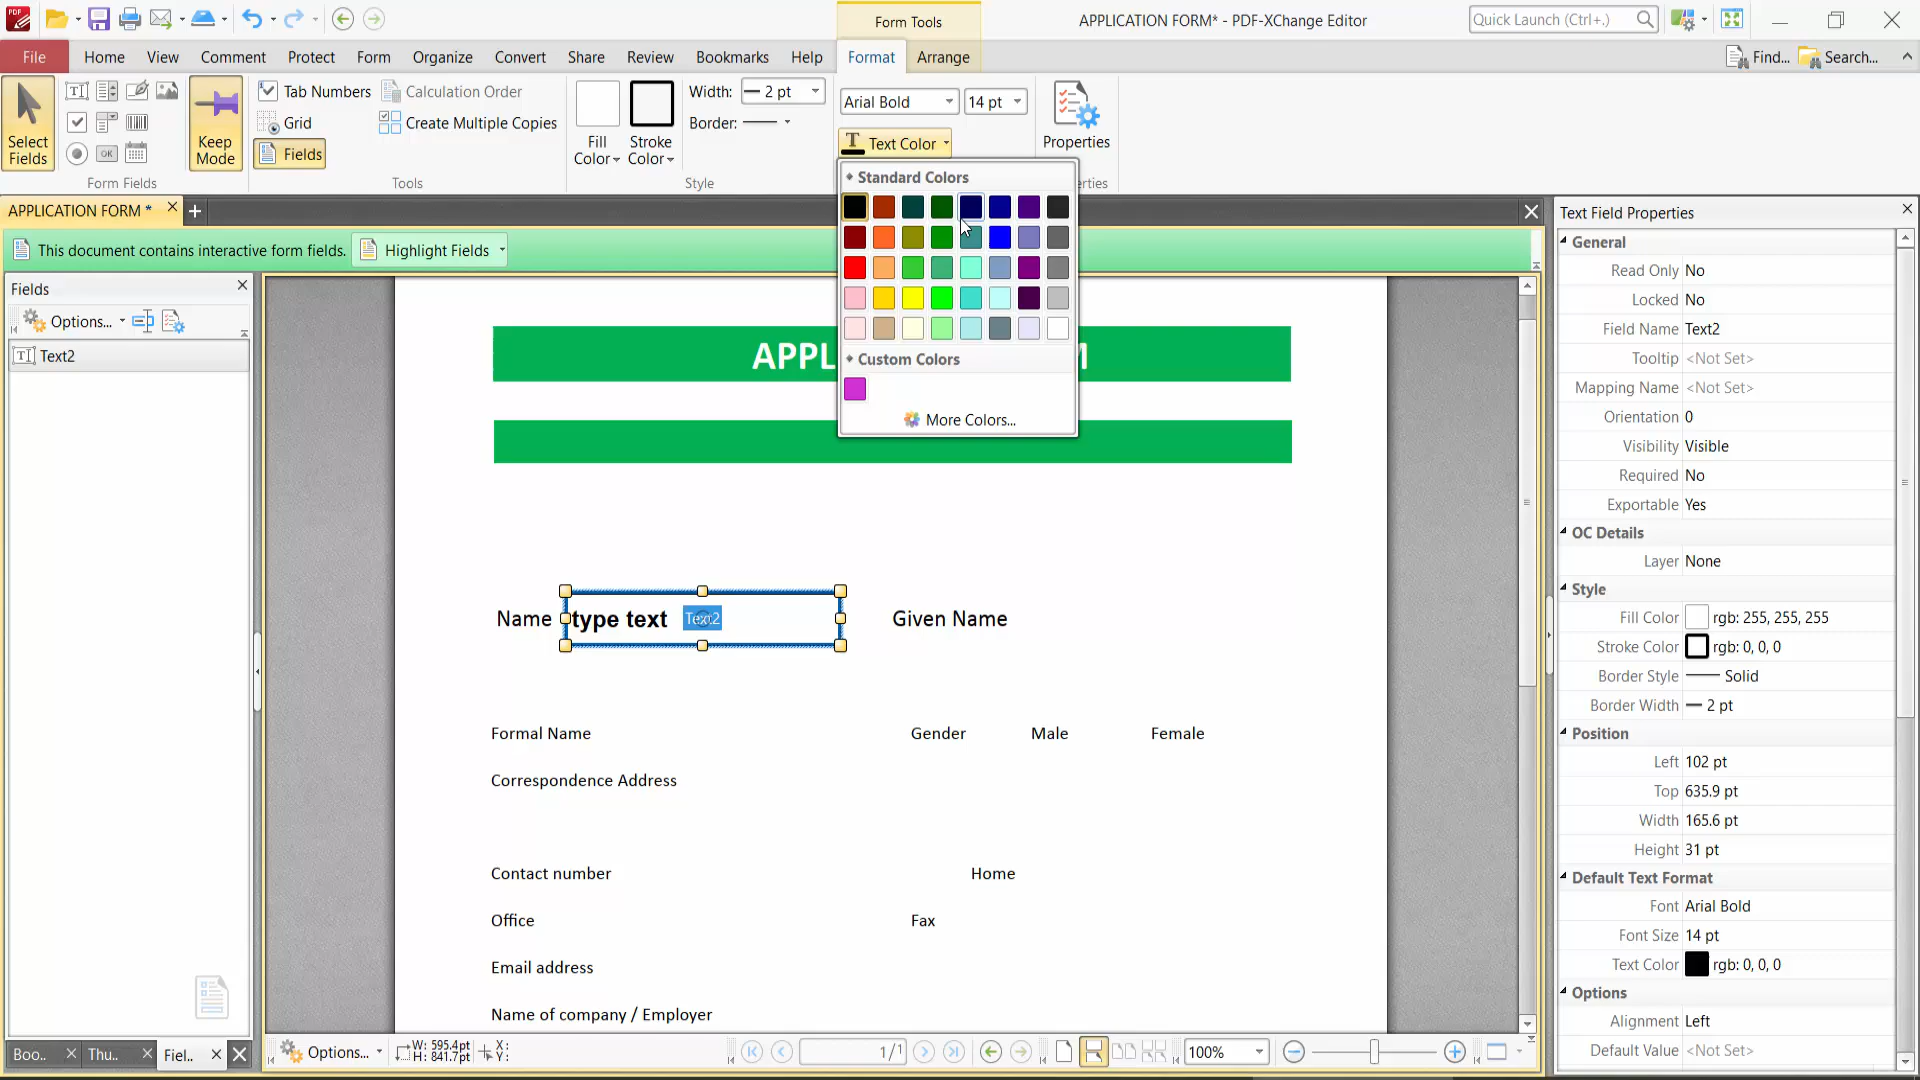 Form Tools
APPLICATION FORM* - PDF-XChange Editor
Quick Launch (Ctrl+.)
File Home View Comment Protect Form Organize Convert Share Review Bookmarks Help Format Arrange
Find... Search...
Select Fields
Keep Mode
Tab Numbers
Grid
Fields
Calculation Order
Create Multiple Copies
Fill Color
Stroke Color
Width: 2 pt
Border:
Arial Bold 14 pt
Text Color
Properties
Form Fields Tools Style
Standard Colors
Custom Colors
More Colors...
APPLICATION FORM *
This document contains interactive form fields. Highlight Fields
Fields
Options...
Text2
APPL M
Name type text Text2 Given Name
Formal Name Gender Male Female
Correspondence Address
Contact number Home
Office Fax
Email address
Name of company / Employer
Text Field Properties
General
Read Only No
Locked No
Field Name Text2
Tooltip <Not Set>
Mapping Name <Not Set>
Orientation 0
Visibility Visible
Required No
Exportable Yes
OC Details
Layer None
Style
Fill Color rgb: 255, 255, 255
Stroke Color rgb: 0, 0, 0
Border Style Solid
Border Width 2 pt
Position
Left 102 pt
Top 635.9 pt
Width 165.6 pt
Height 31 pt
Default Text Format
Font Arial Bold
Font Size 14 pt
Text Color rgb: 0, 0, 0
Options
Alignment Left
Default Value <Not Set>
Boo.. Thu.. Fiel..
Options...
W: 595.4pt
H: 841.7pt
X:
Y:
1/1
100%